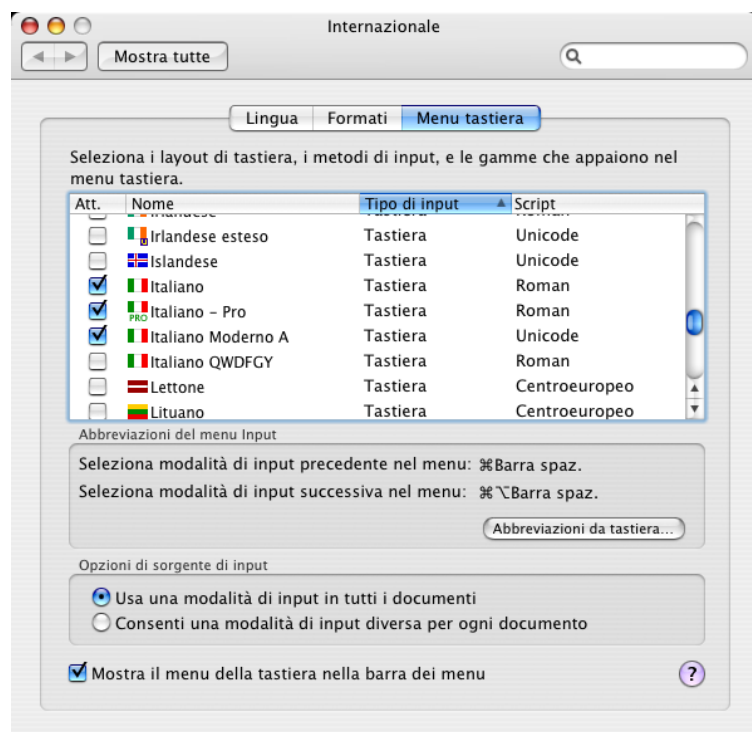 Internazionale
Mostra tutte
Lingua Formati Menu tastiera
Seleziona i layout di tastiera, i metodi di input, e le gamme che appaiono nel
menu tastiera.
Att. Nome Tipo di input Script
Irlandese esteso Tastiera Unicode
Islandese Tastiera Unicode
Italiano Tastiera Roman
PRO Italiano – Pro Tastiera Roman
Italiano Moderno A Tastiera Unicode
Italiano QWDFGY Tastiera Roman
Lettone Tastiera Centroeuropeo
Lituano Tastiera Centroeuropeo
Abbreviazioni del menu Input
Seleziona modalità di input precedente nel menu: ⌘Barra spaz.
Seleziona modalità di input successiva nel menu: ⌘⌥Barra spaz.
Abbreviazioni da tastiera...
Opzioni di sorgente di input
Usa una modalità di input in tutti i documenti
Consenti una modalità di input diversa per ogni documento
Mostra il menu della tastiera nella barra dei menu ?